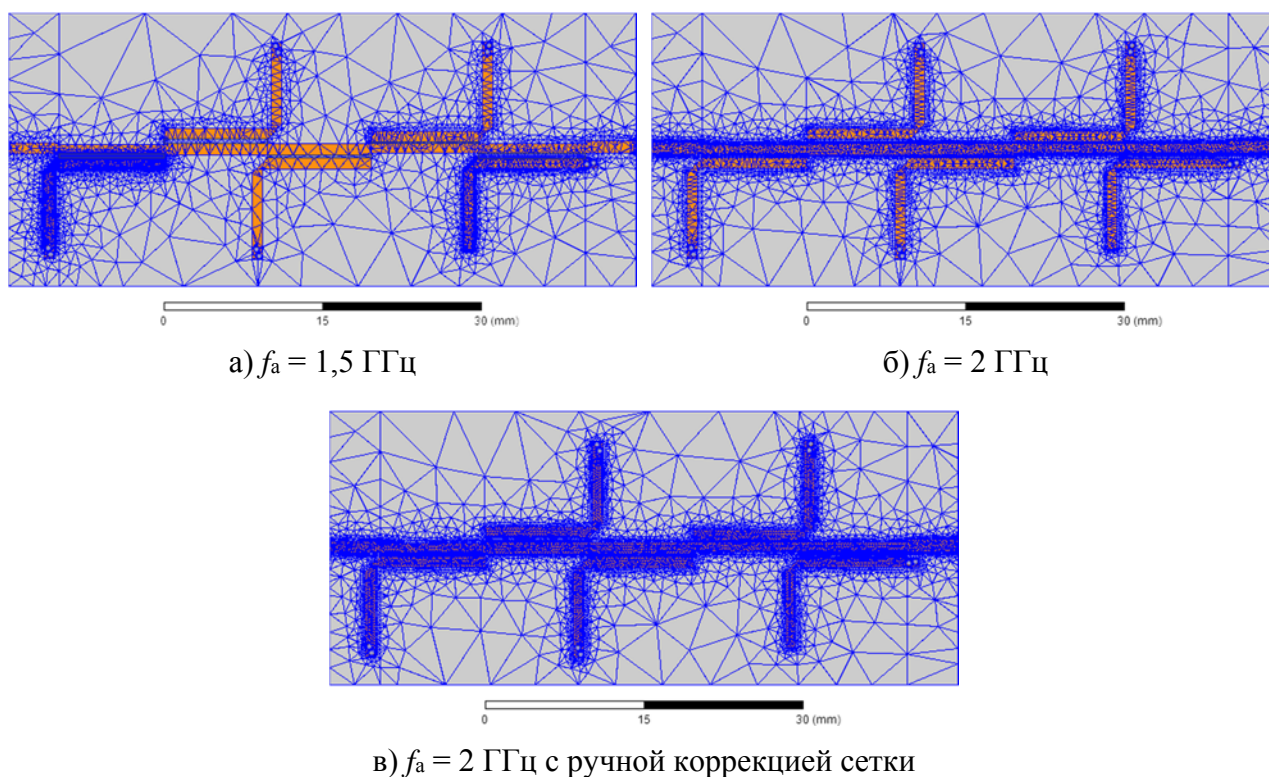 0 15 30 (mm) 0 15 30 (mm)
а) fa = 1,5 ГГц б) fa = 2 ГГц
0 15 30 (mm)
в) fa = 2 ГГц с ручной коррекцией сетки